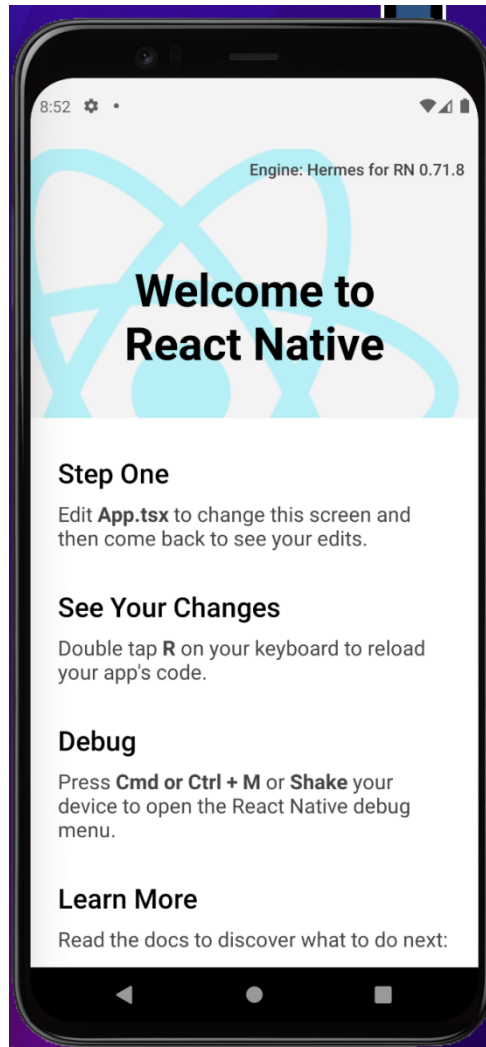 8:52
Engine: Hermes for RN 0.71.8
Welcome to
React Native
Step One
Edit App.tsx to change this screen and
then come back to see your edits.
See Your Changes
Double tap R on your keyboard to reload
your app's code.
Debug
Press Cmd or Ctrl + M or Shake your
device to open the React Native debug
menu.
Learn More
Read the docs to discover what to do next: